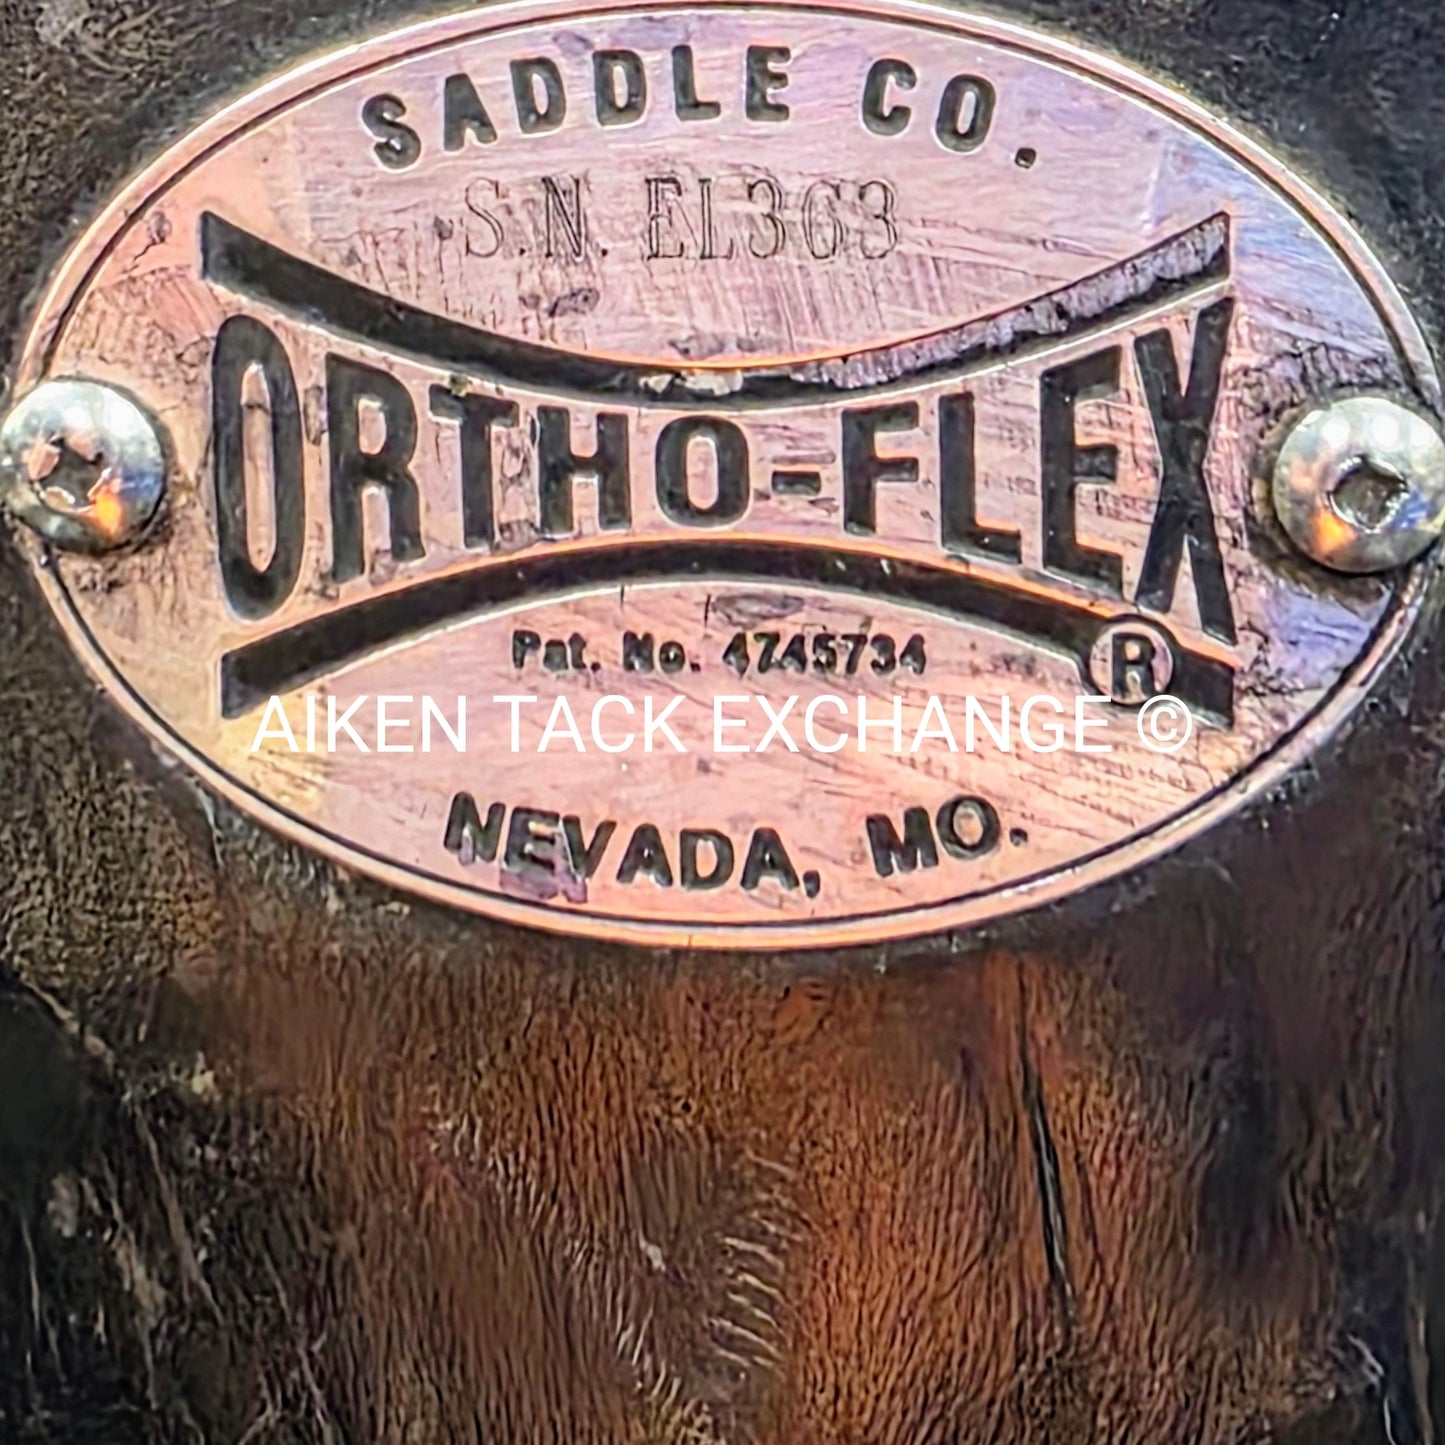 SADDLE CO.
S.N. EL363
ORTHO-FLEX®
Pat. No. 4745734
AIKEN TACK EXCHANGE ©
NEVADA, MO.